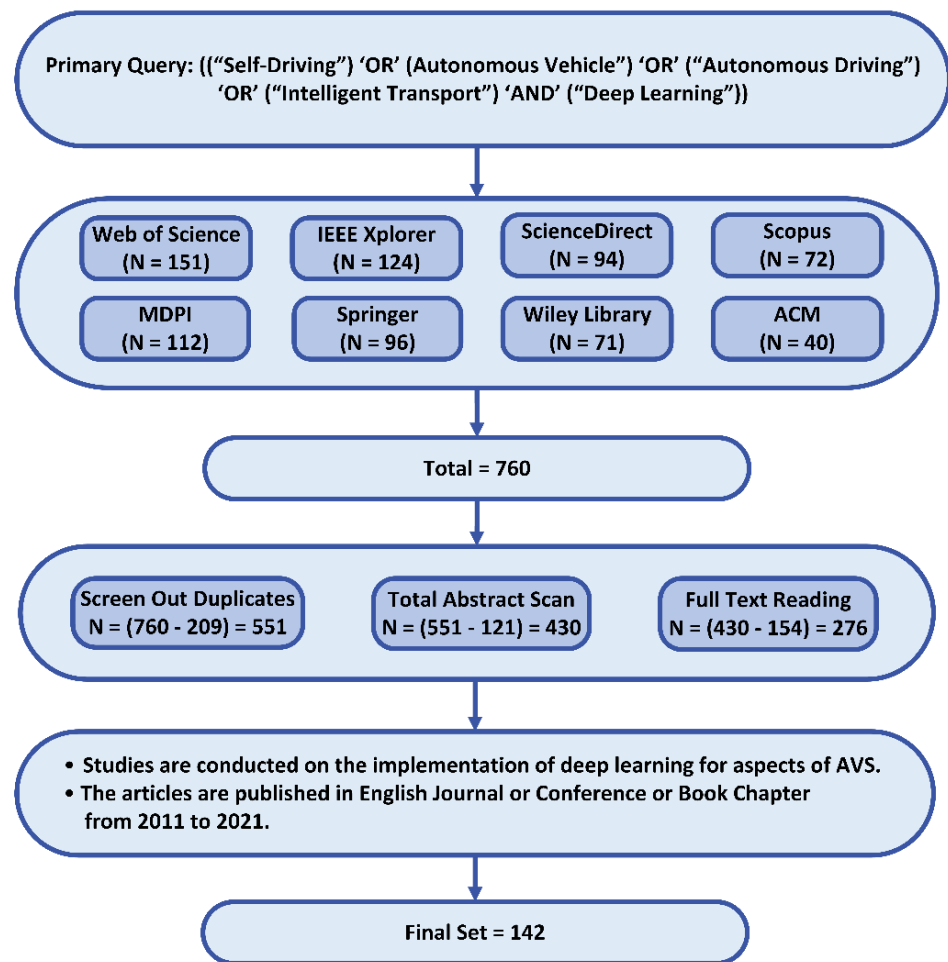 Primary Query: ((“Self-Driving”) ‘OR’ (Autonomous Vehicle”) ‘OR’ (“Autonomous Driving”)
‘OR’ (“Intelligent Transport”) ‘AND’ (“Deep Learning”))
Web of Science
(N = 151)
IEEE Xplorer
(N = 124)
ScienceDirect
(N = 94)
Scopus
(N = 72)
MDPI
(N = 112)
Springer
(N = 96)
Wiley Library
(N = 71)
ACM
(N = 40)
Total = 760
Screen Out Duplicates
N = (760 - 209) = 551
Total Abstract Scan
N = (551 - 121) = 430
Full Text Reading
N = (430 - 154) = 276
• Studies are conducted on the implementation of deep learning for aspects of AVS.
• The articles are published in English Journal or Conference or Book Chapter
from 2011 to 2021.
Final Set = 142